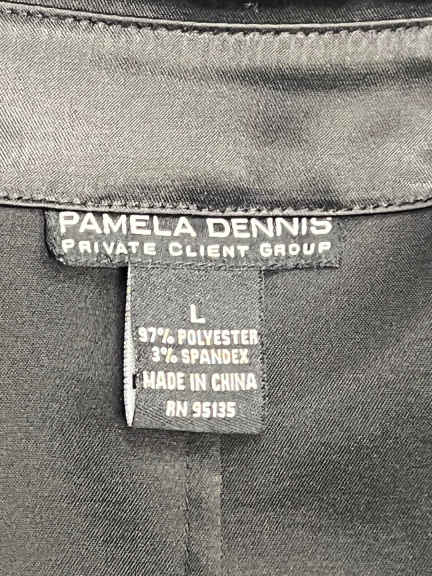 PAMELA DENNIS
PRIVATE CLIENT GROUP
L
97% POLYESTER
3% SPANDEX
MADE IN CHINA
RN 95135